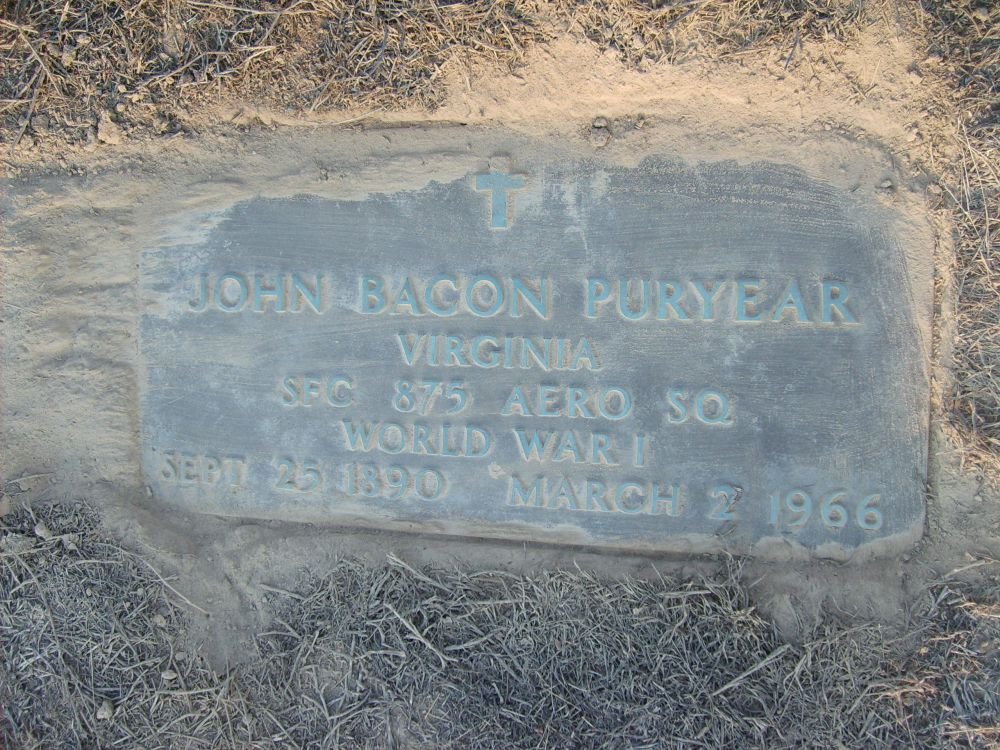 JOHN BACON PURYEAR
VIRGINIA
SFC 875 AERO SQ
WORLD WAR I
SEPT 25 1890 MARCH 2 1966